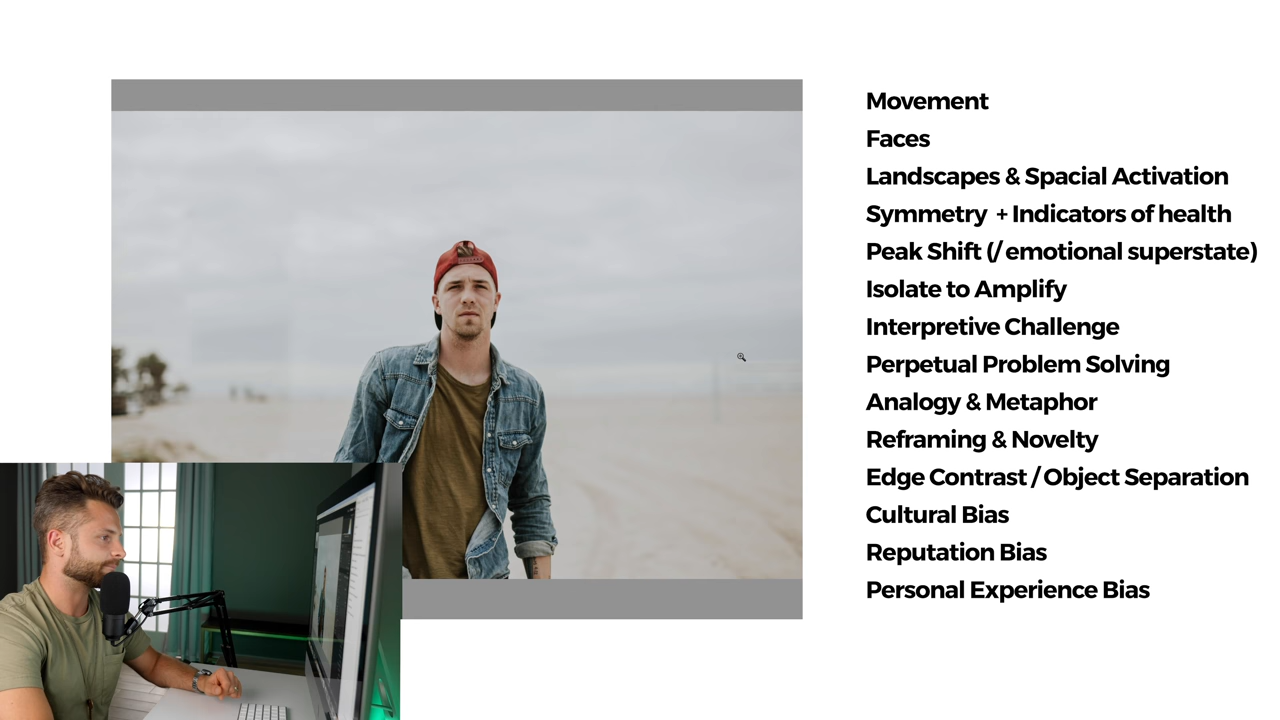 Movement
Faces
Landscapes & Spacial Activation
Symmetry + Indicators of health
Peak Shift (/ emotional superstate)
Isolate to Amplify
Interpretive Challenge
Perpetual Problem Solving
Analogy & Metaphor
Reframing & Novelty
Edge Contrast / Object Separation
Cultural Bias
Reputation Bias
Personal Experience Bias